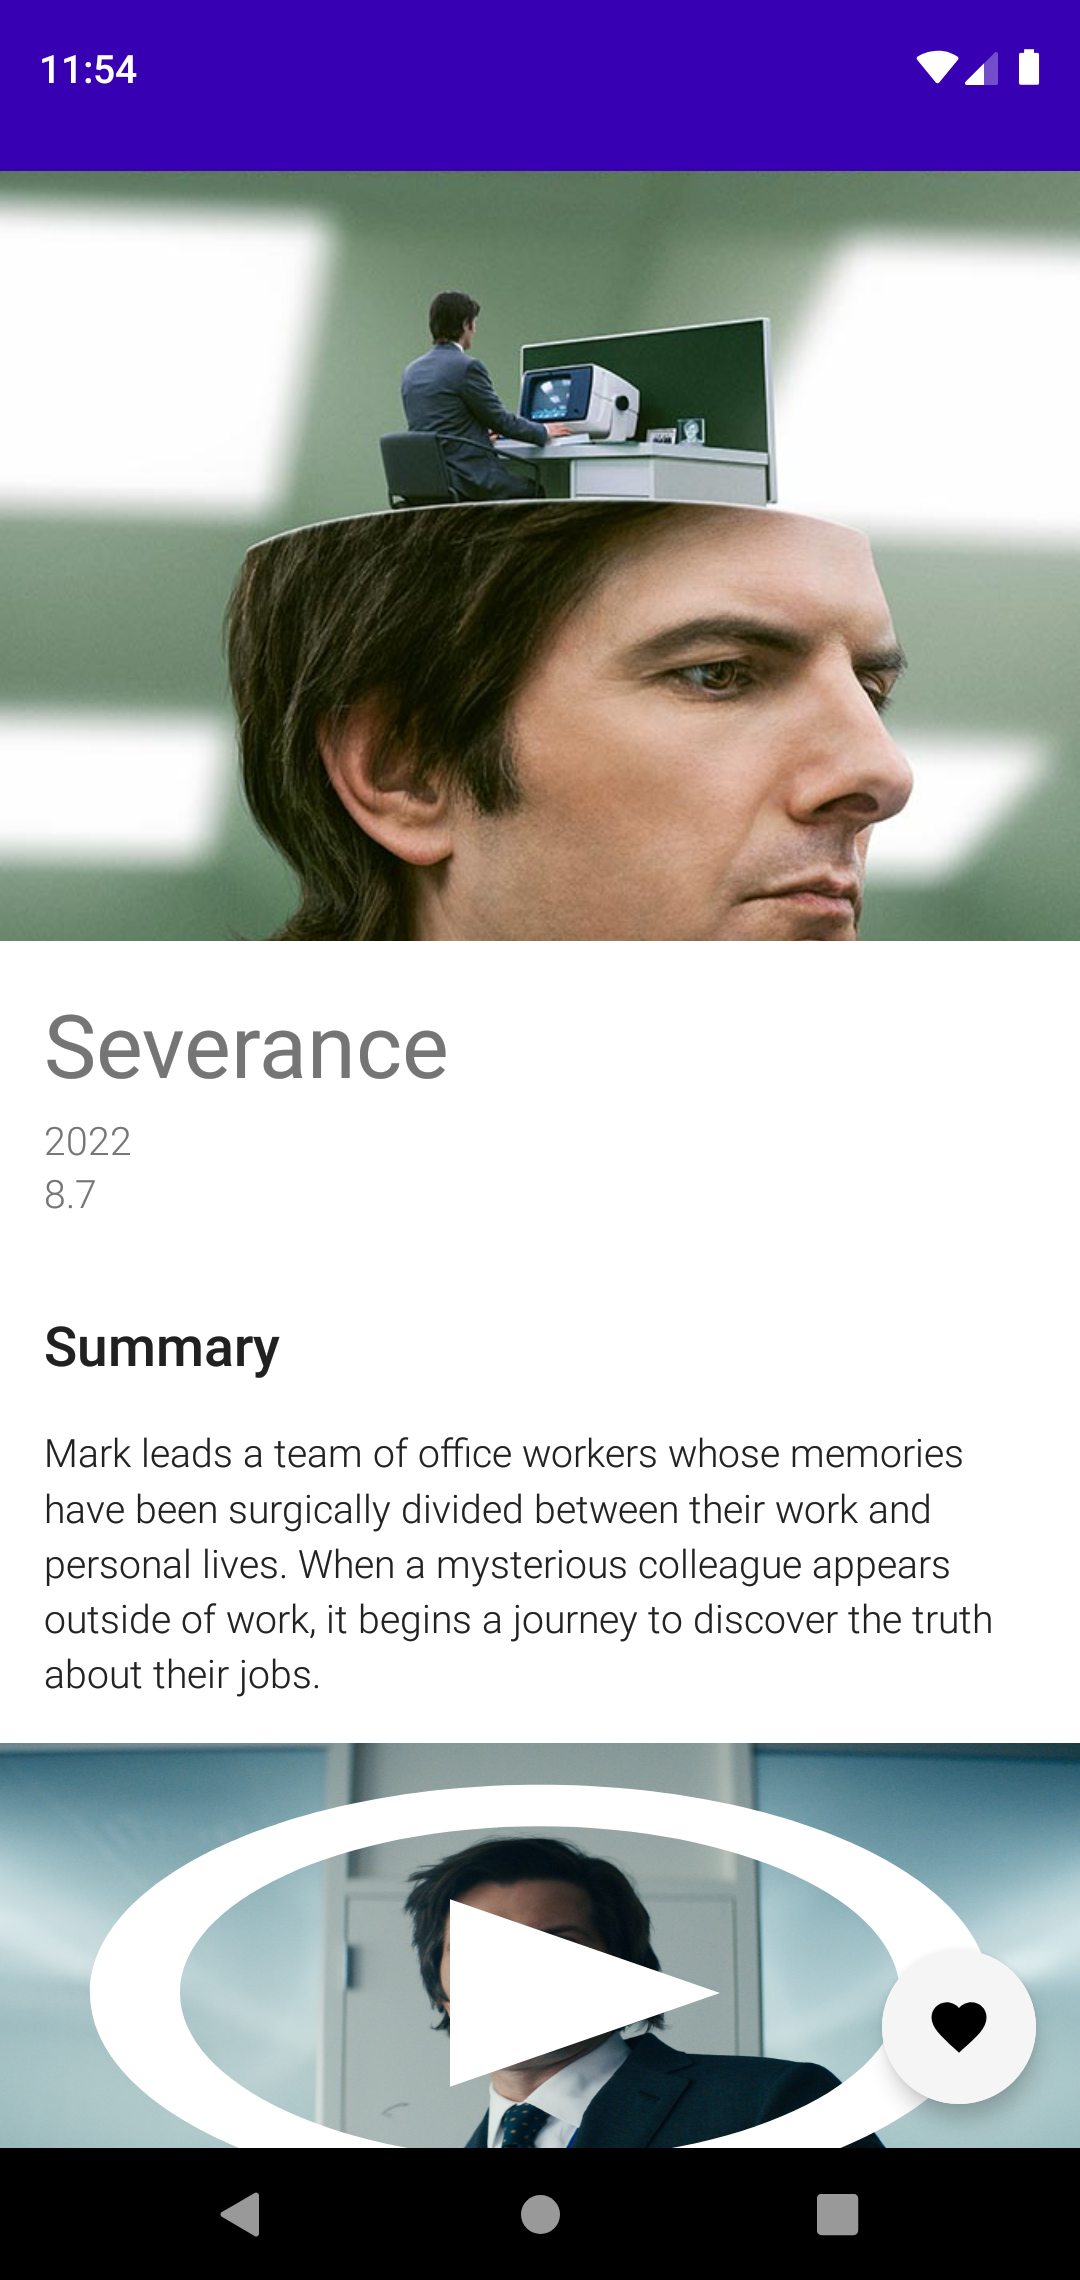 11:54
Severance
2022
8.7
Summary
Mark leads a team of office workers whose memories
have been surgically divided between their work and
personal lives. When a mysterious colleague appears
outside of work, it begins a journey to discover the truth
about their jobs.